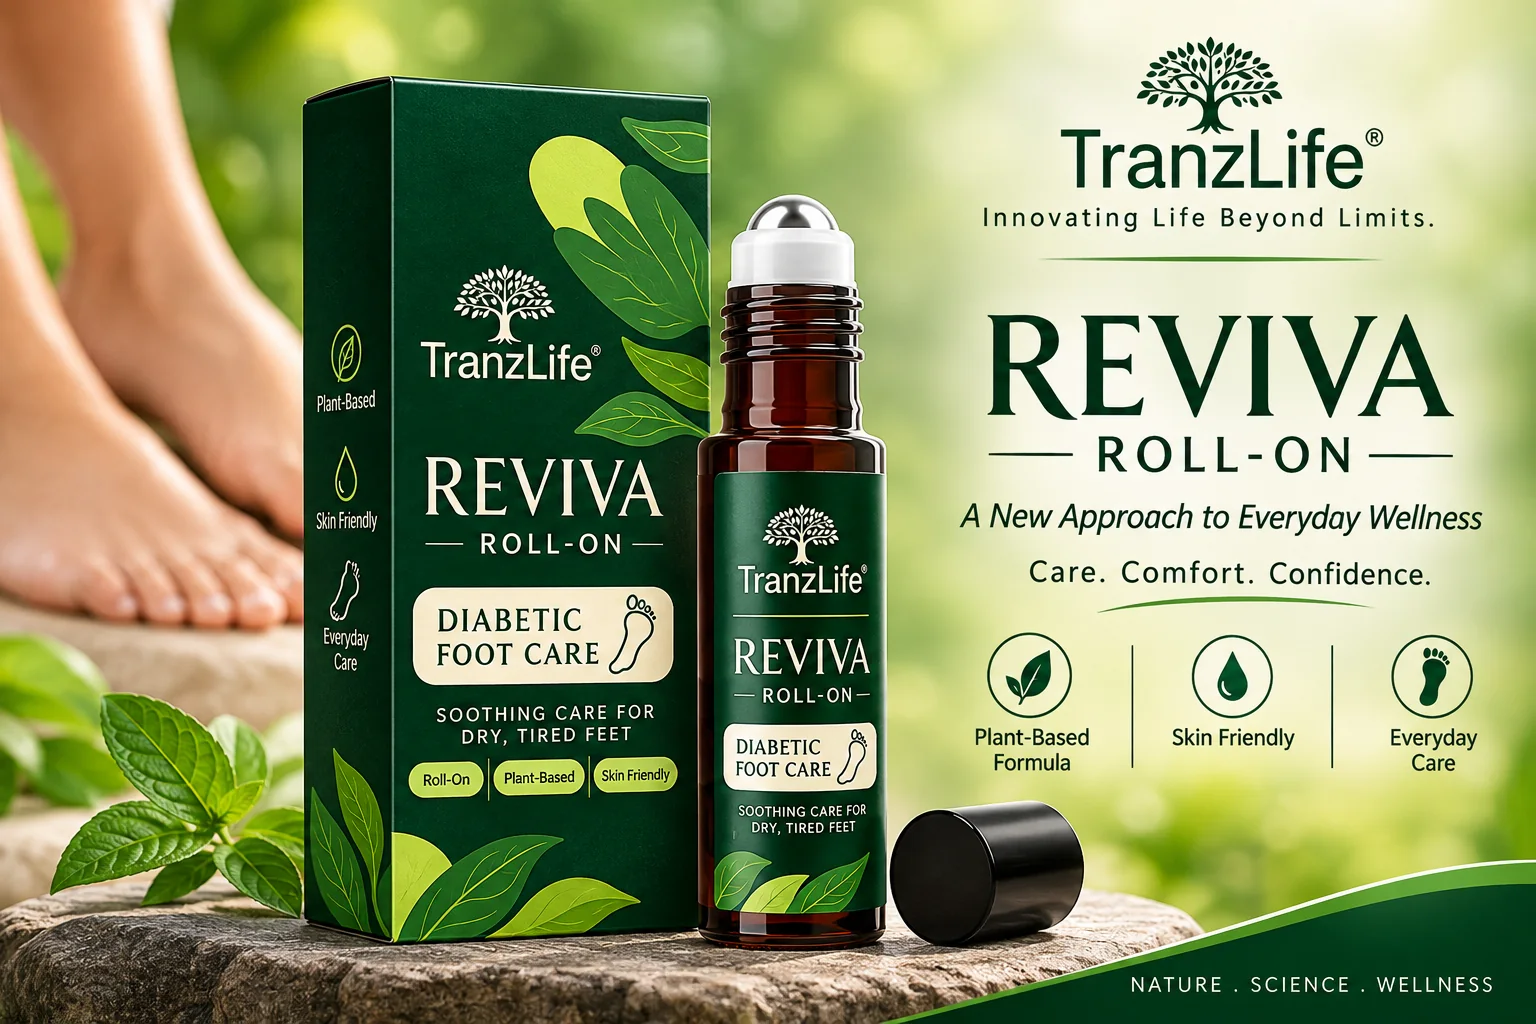 Plant-Based
Skin Friendly
Everyday
Care
TranzLife®
REVIVA
ROLL-ON
DIABETIC
FOOT CARE
SOOTHING CARE FOR
DRY, TIRED FEET
Roll-On
Plant-Based
Skin Friendly
TranzLife®
REVIVA
ROLL-ON
DIABETIC
FOOT CARE
SOOTHING CARE FOR
DRY, TIRED FEET
TranzLife®
Innovating Life Beyond Limits.
REVIVA
ROLL-ON
A New Approach to Everyday Wellness
Care. Comfort. Confidence.
Plant-Based
Formula
Skin Friendly
Everyday
Care
NATURE . SCIENCE . WELLNESS